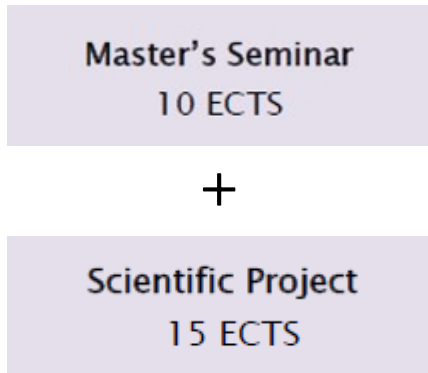 Master's Seminar
10 ECTS
+
Scientific Project
15 ECTS